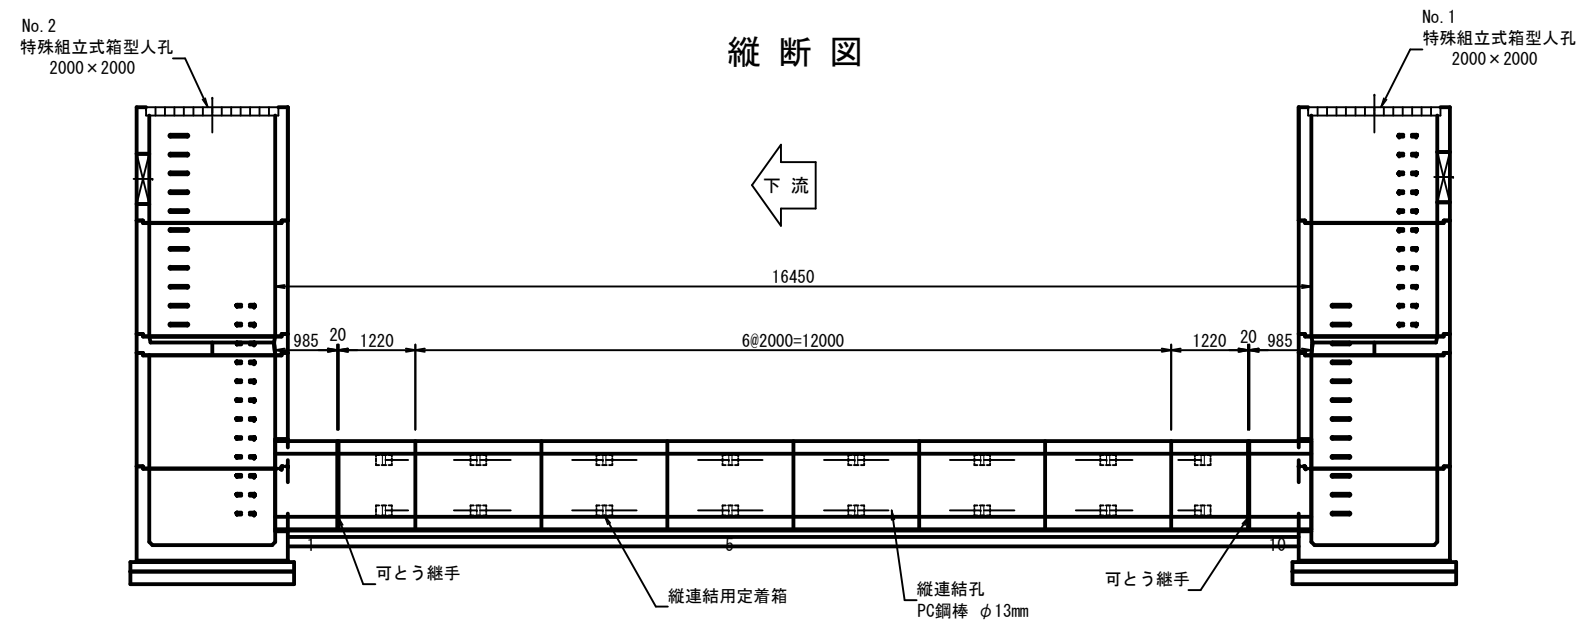 No.2
特殊組立式箱型人孔
2000×2000
縦断図
No.1
特殊組立式箱型人孔
2000×2000
下流
16450
985
20
1220
6@2000=12000
1220
20
985
1
6
10
可とう継手
縦連結用定着箱
縦連結孔
PC鋼棒 φ13mm
可とう継手